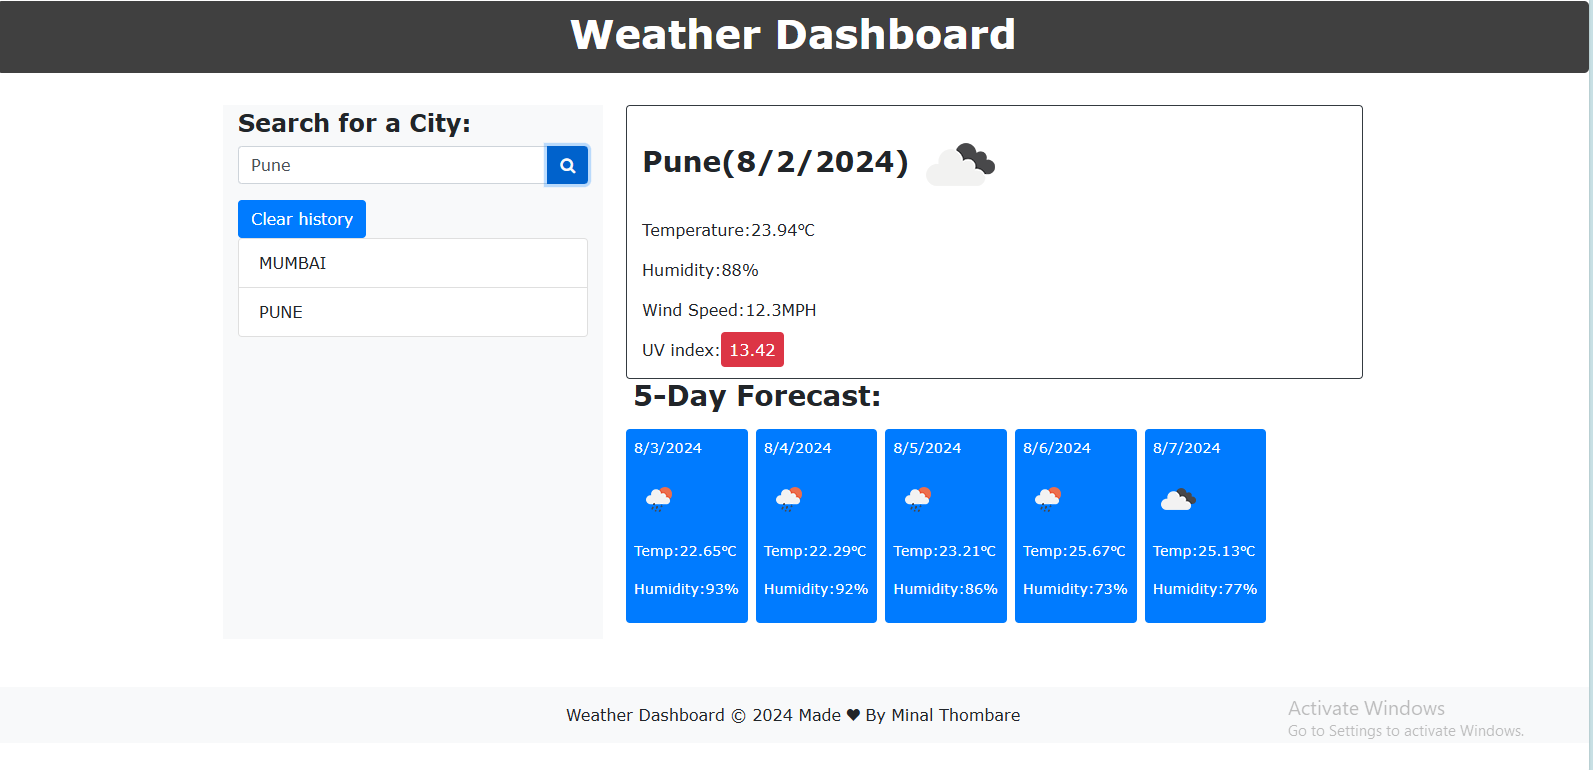 Weather Dashboard
Search for a City:
Pune
Clear history
MUMBAI
PUNE
Pune(8/2/2024)
Temperature:23.94℃
Humidity:88%
Wind Speed:12.3MPH
UV index:13.42
5-Day Forecast:
8/3/2024
Temp:22.65℃
Humidity:93%
8/4/2024
Temp:22.29℃
Humidity:92%
8/5/2024
Temp:23.21℃
Humidity:86%
8/6/2024
Temp:25.67℃
Humidity:73%
8/7/2024
Temp:25.13℃
Humidity:77%
Weather Dashboard © 2024 Made ❤ By Minal Thombare
Activate Windows
Go to Settings to activate Windows.